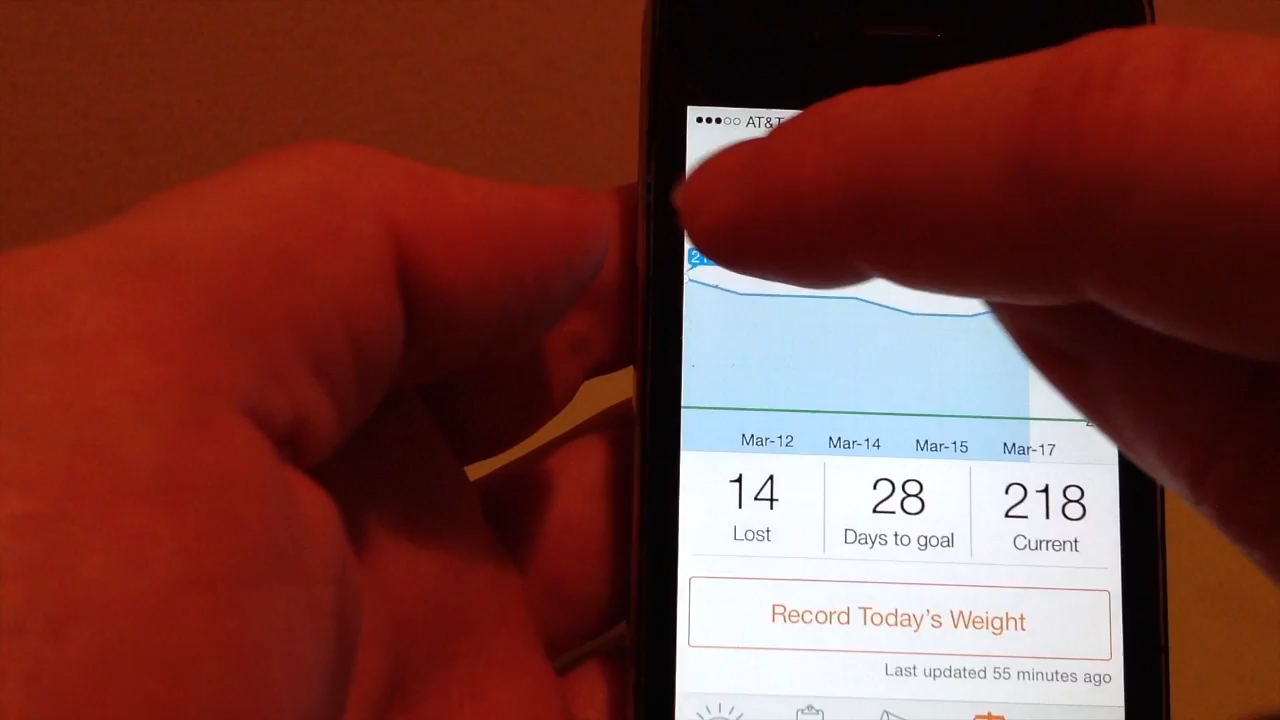 AT&T
Mar-12 Mar-14 Mar-15 Mar-17
14 28 218
Lost Days to goal Current
Record Today's Weight
Last updated 55 minutes ago